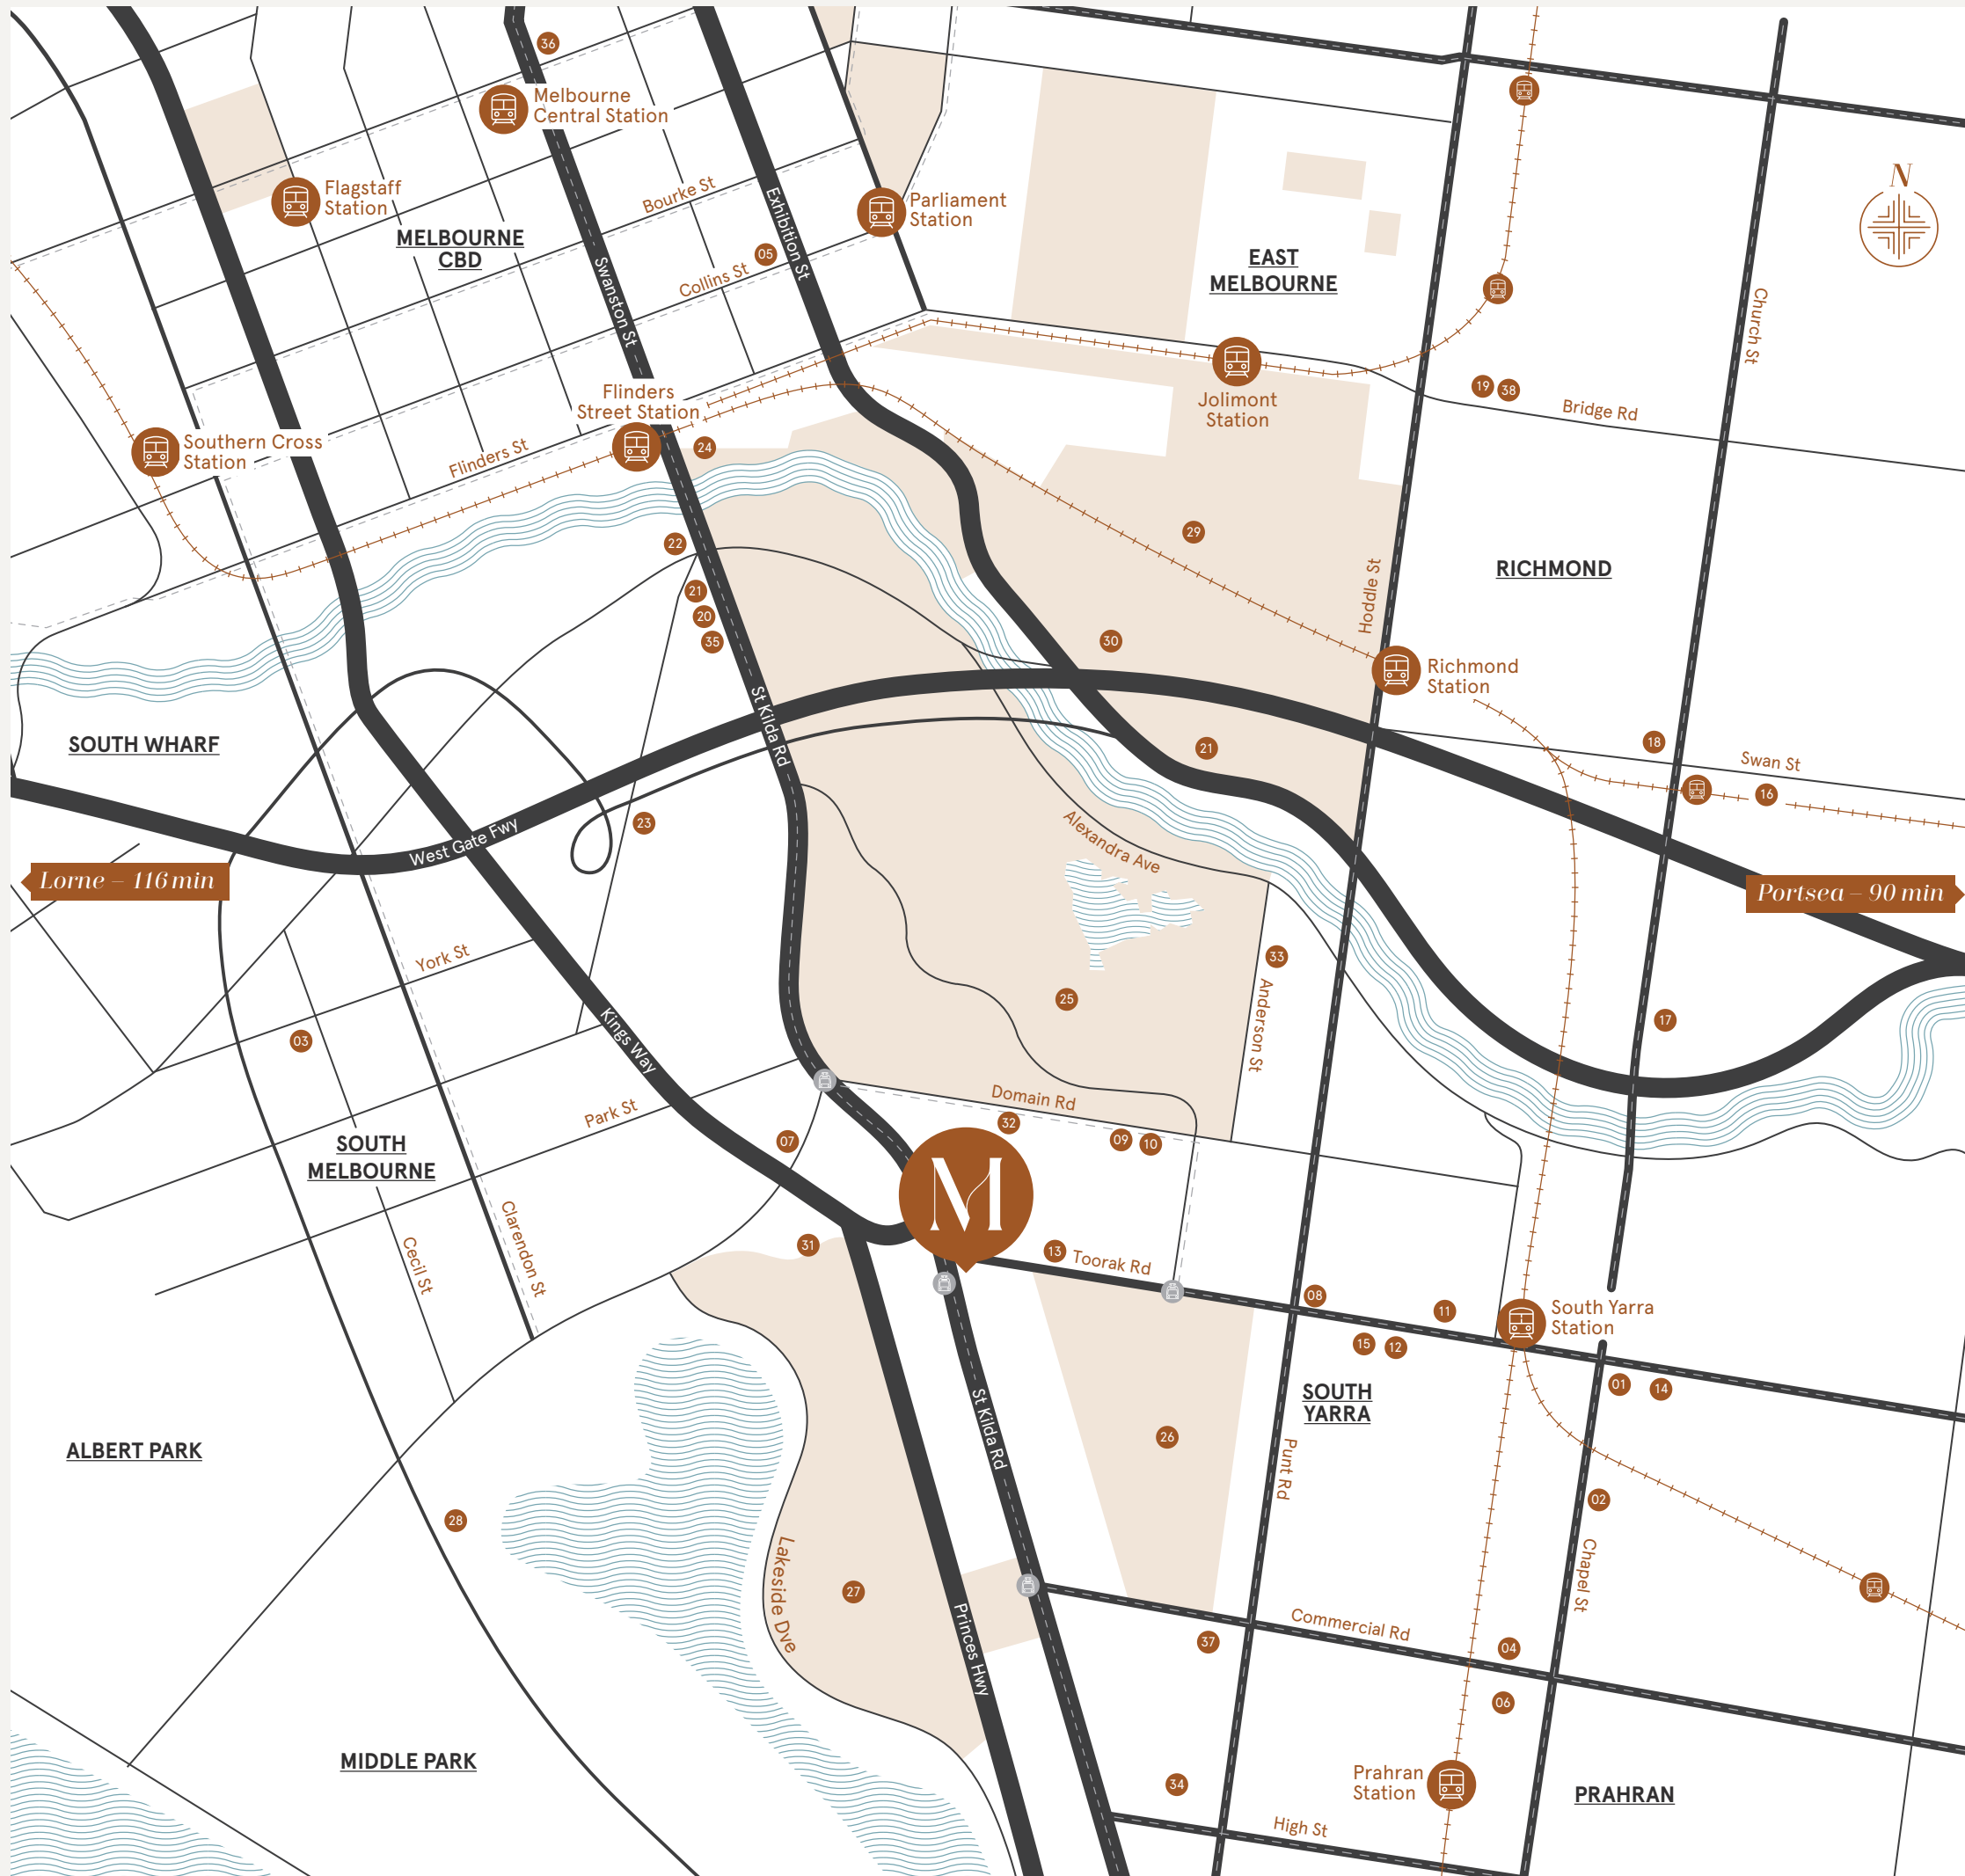 36
Melbourne
Central Station
N
Flagstaff
Station
Bourke St
Exhibition St
Parliament
Station
MELBOURNE
CBD
05
Collins St
Swanston St
EAST
MELBOURNE
Church St
Flinders
Street Station
Jolimont
Station
19
38
Bridge Rd
Southern Cross
Station
Flinders St
24
22
29
RICHMOND
Hoddle St
21
20
35
30
Richmond
Station
St Kilda Rd
SOUTH WHARF
21
18
Swan St
16
23
West Gate Fwy
Alexandra Ave
Lorne – 116 min
Portsea – 90 min
York St
33
25
Anderson St
17
03
Kings Way
Park St
Domain Rd
32
09
10
07
SOUTH
MELBOURNE
M
Clarendon St
Cecil St
31
13
Toorak Rd
08
11
South Yarra
Station
15
12
01
14
SOUTH
YARRA
St Kilda Rd
26
Punt Rd
ALBERT PARK
28
02
Chapel St
Lakeside Dve
27
Princes Hwy
Commercial Rd
37
04
06
MIDDLE PARK
34
Prahran
Station
PRAHRAN
High St